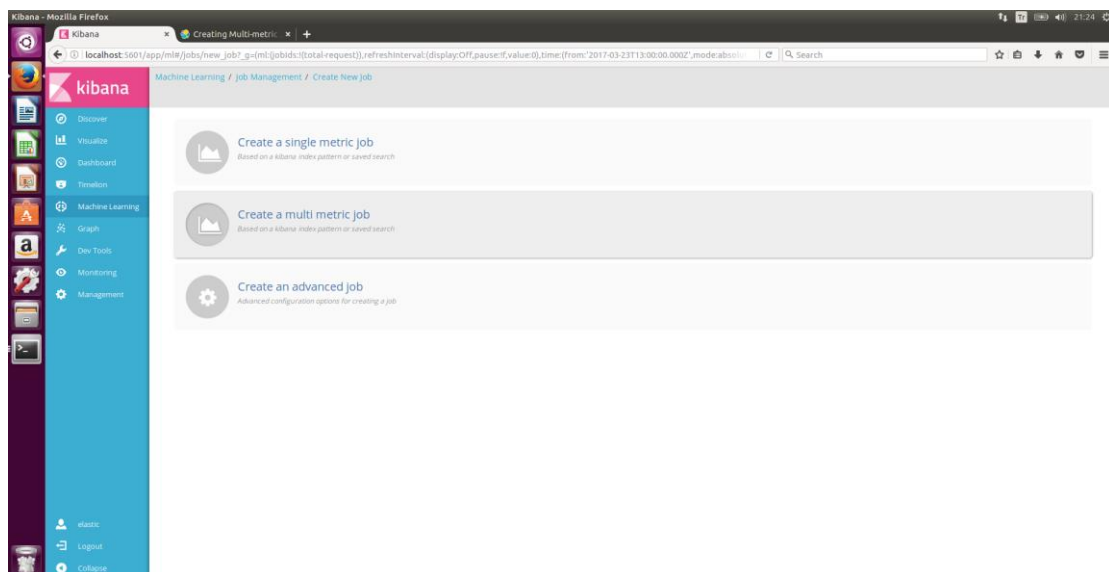 Kibana - Mozilla Firefox
Tr
21:24
Kibana
Creating Multi-metric
localhost:5601/app/ml#/jobs/new_job?_g=(ml:(jobids:!(total-request)),refreshInterval:(display:Off,pause:!f,value:0),time:(from:'2017-03-23T13:00:00.000Z',mode:absolu
Search
kibana
Machine Learning / Job Management / Create New Job
Discover
Visualize
Dashboard
Timelion
Machine Learning
Graph
Dev Tools
Monitoring
Management
Create a single metric job
Based on a kibana index pattern or saved search
Create a multi metric job
Based on a kibana index pattern or saved search
Create an advanced job
Advanced configuration options for creating a job
elastic
Logout
Collapse